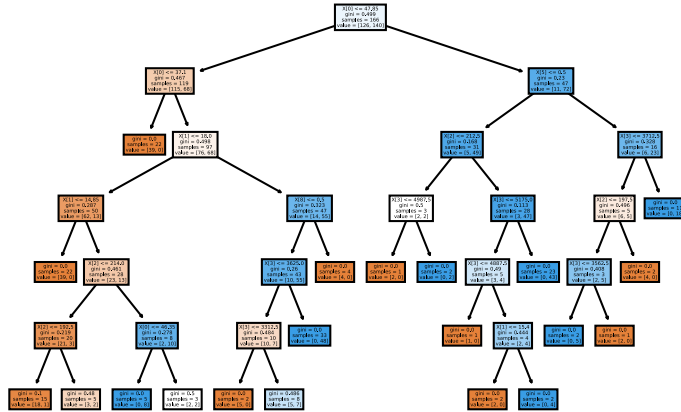 X[0] <= 47.85
gini = 0.499
samples = 166
value = [126, 140]
X[0] <= 37.1
gini = 0.467
samples = 119
value = [115, 68]
X[5] <= 0.5
gini = 0.23
samples = 47
value = [11, 72]
gini = 0.0
samples = 22
value = [39, 0]
X[1] <= 18.0
gini = 0.498
samples = 97
value = [76, 68]
X[2] <= 212.5
gini = 0.168
samples = 31
value = [5, 49]
X[3] <= 3712.5
gini = 0.328
samples = 16
value = [6, 23]
X[1] <= 14.85
gini = 0.287
samples = 50
value = [62, 13]
X[8] <= 0.5
gini = 0.323
samples = 47
value = [14, 55]
X[3] <= 4987.5
gini = 0.5
samples = 3
value = [2, 2]
X[3] <= 5175.0
gini = 0.113
samples = 28
value = [3, 47]
X[2] <= 197.5
gini = 0.496
samples = 5
value = [6, 5]
gini = 0.0
samples = 11
value = [0, 18]
gini = 0.0
samples = 22
value = [39, 0]
X[2] <= 214.0
gini = 0.461
samples = 28
value = [23, 13]
X[3] <= 3625.0
gini = 0.26
samples = 43
value = [10, 55]
gini = 0.0
samples = 4
value = [4, 0]
gini = 0.0
samples = 1
value = [2, 0]
gini = 0.0
samples = 2
value = [0, 2]
X[3] <= 4887.5
gini = 0.49
samples = 5
value = [3, 4]
gini = 0.0
samples = 23
value = [0, 43]
X[3] <= 3562.5
gini = 0.408
samples = 3
value = [2, 5]
gini = 0.0
samples = 2
value = [4, 0]
X[2] <= 192.5
gini = 0.219
samples = 20
value = [21, 3]
X[0] <= 46.35
gini = 0.278
samples = 8
value = [2, 10]
X[3] <= 3312.5
gini = 0.484
samples = 10
value = [10, 7]
gini = 0.0
samples = 33
value = [0, 48]
gini = 0.0
samples = 1
value = [1, 0]
X[1] <= 15.4
gini = 0.444
samples = 4
value = [2, 4]
gini = 0.0
samples = 2
value = [0, 5]
gini = 0.0
samples = 1
value = [2, 0]
gini = 0.1
samples = 15
value = [18, 1]
gini = 0.48
samples = 5
value = [3, 2]
gini = 0.0
samples = 5
value = [0, 8]
gini = 0.5
samples = 3
value = [2, 2]
gini = 0.0
samples = 2
value = [5, 0]
gini = 0.486
samples = 8
value = [5, 7]
gini = 0.0
samples = 2
value = [2, 0]
gini = 0.0
samples = 2
value = [0, 4]